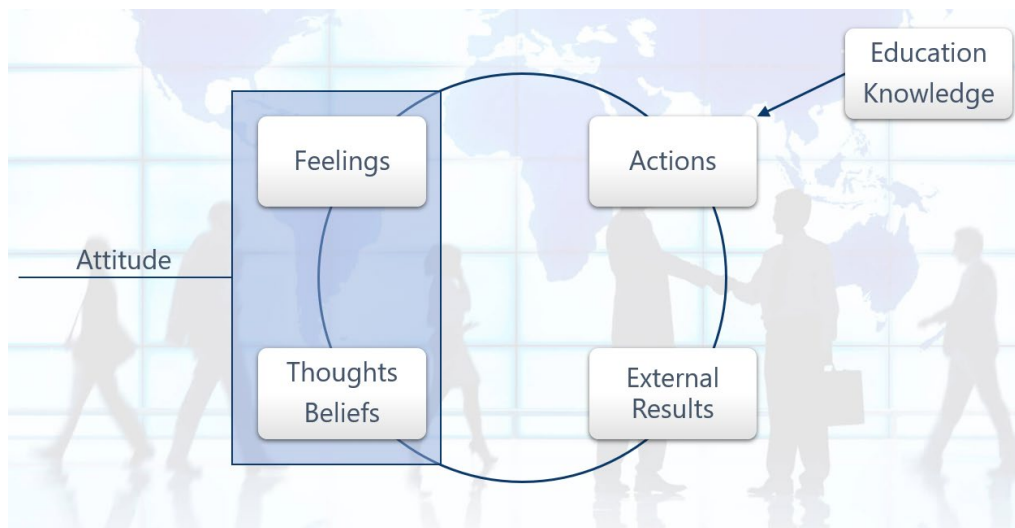 Education
Knowledge
Feelings
Actions
Attitude
Thoughts
Beliefs
External
Results